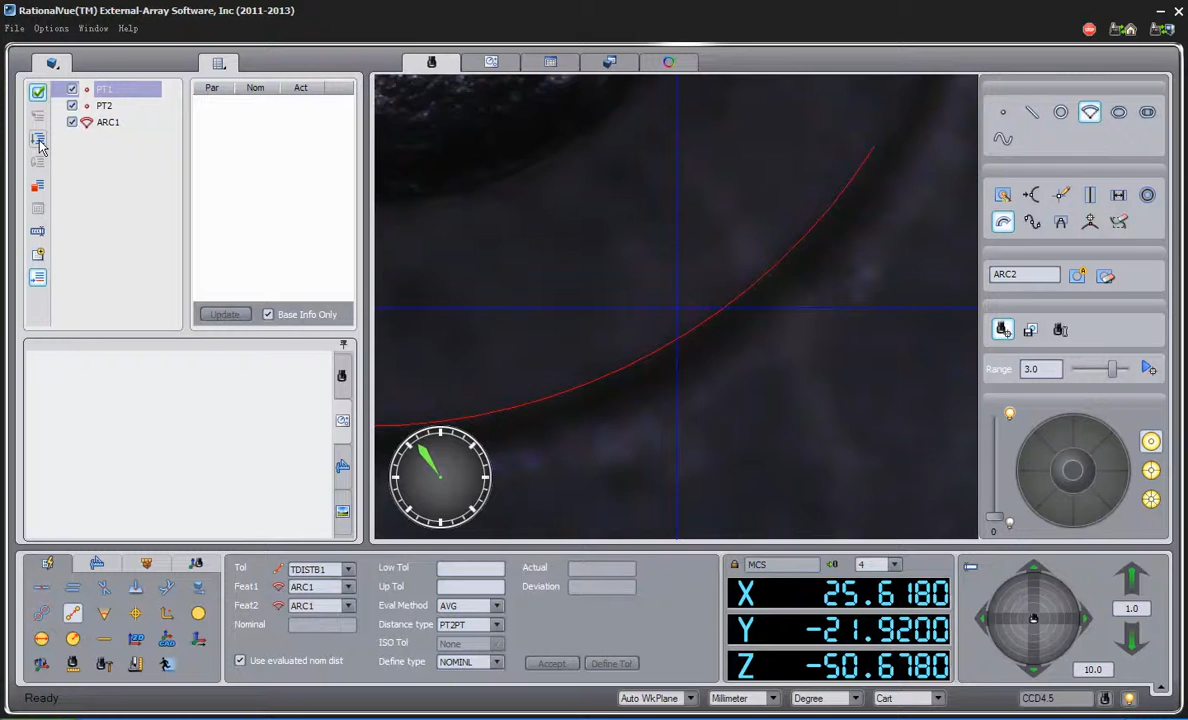 RationalVue(TM) External-Array Software, Inc (2011-2013)
File Options Window Help
PT1
PT2
ARC1
Par Nom Act
Update Base Info Only
ARC2
Range 3.0
0
Tol TDISTB1 Low Tol Actual
Feat1 ARC1 Up Tol Deviation
Feat2 ARC1 Eval Method AVG
Nominal Distance type PT2PT
ISO Tol None
Use evaluated nom dist Define type NOMINL Accept Define Tol
MCS 4
X 25.6180
Y -21.9200
Z -50.6780
1.0
10.0
Ready Auto WkPlane Millimeter Degree Cart CCD4.5